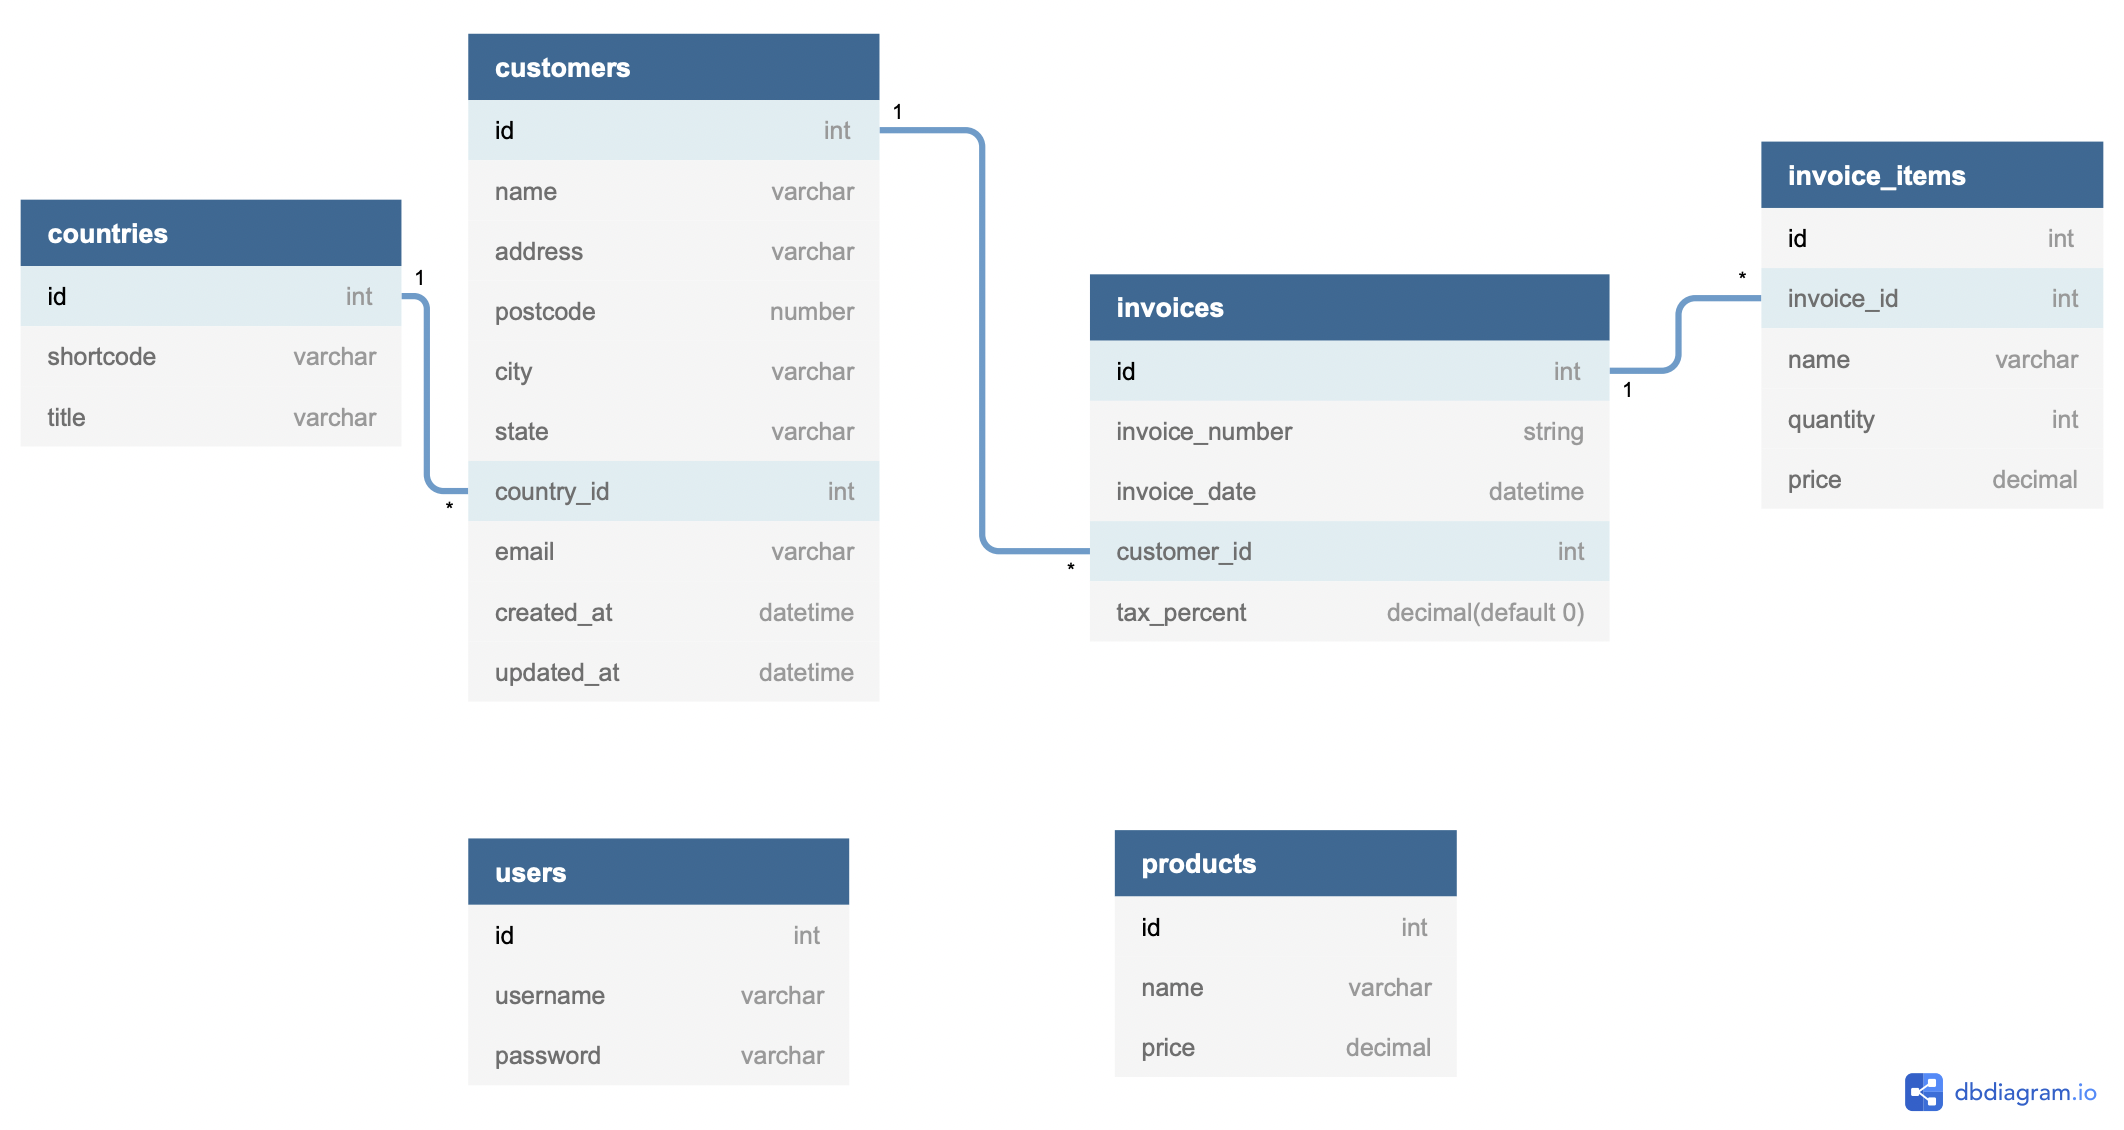 customers
id int
name varchar
address varchar
postcode number
city varchar
state varchar
country_id int
email varchar
created_at datetime
updated_at datetime
countries
id int
shortcode varchar
title varchar
1
*
1
*
invoices
id int
invoice_number string
invoice_date datetime
customer_id int
tax_percent decimal(default 0)
1
*
invoice_items
id int
invoice_id int
name varchar
quantity int
price decimal
users
id int
username varchar
password varchar
products
id int
name varchar
price decimal
dbdiagram.io